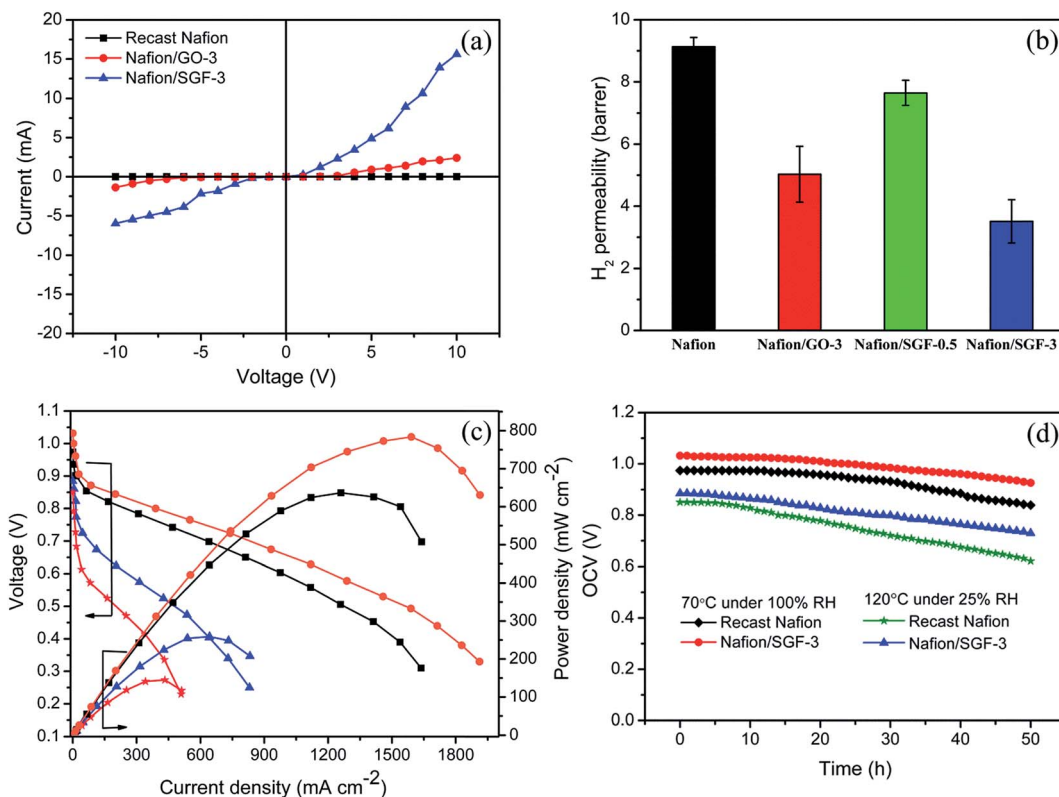 20
15
10
5
0
-5
-10
-15
-20
Current (mA)
Recast Nafion
Nafion/GO-3
Nafion/SGF-3
(a)
-10
-5
0
5
10
Voltage (V)
10
8
6
4
2
0
H2 permeability (barrer)
(b)
Nafion
Nafion/GO-3
Nafion/SGF-0.5
Nafion/SGF-3
1.1
1.0
0.9
0.8
0.7
0.6
0.5
0.4
0.3
0.2
0.1
Voltage (V)
(c)
800
700
600
500
400
300
200
100
0
Power density (mW cm-2)
0
300
600
900
1200
1500
1800
Current density (mA cm-2)
1.2
1.0
0.8
0.6
0.4
0.2
0.0
OCV (V)
(d)
70°C under 100% RH
Recast Nafion
Nafion/SGF-3
120°C under 25% RH
Recast Nafion
Nafion/SGF-3
0
10
20
30
40
50
Time (h)